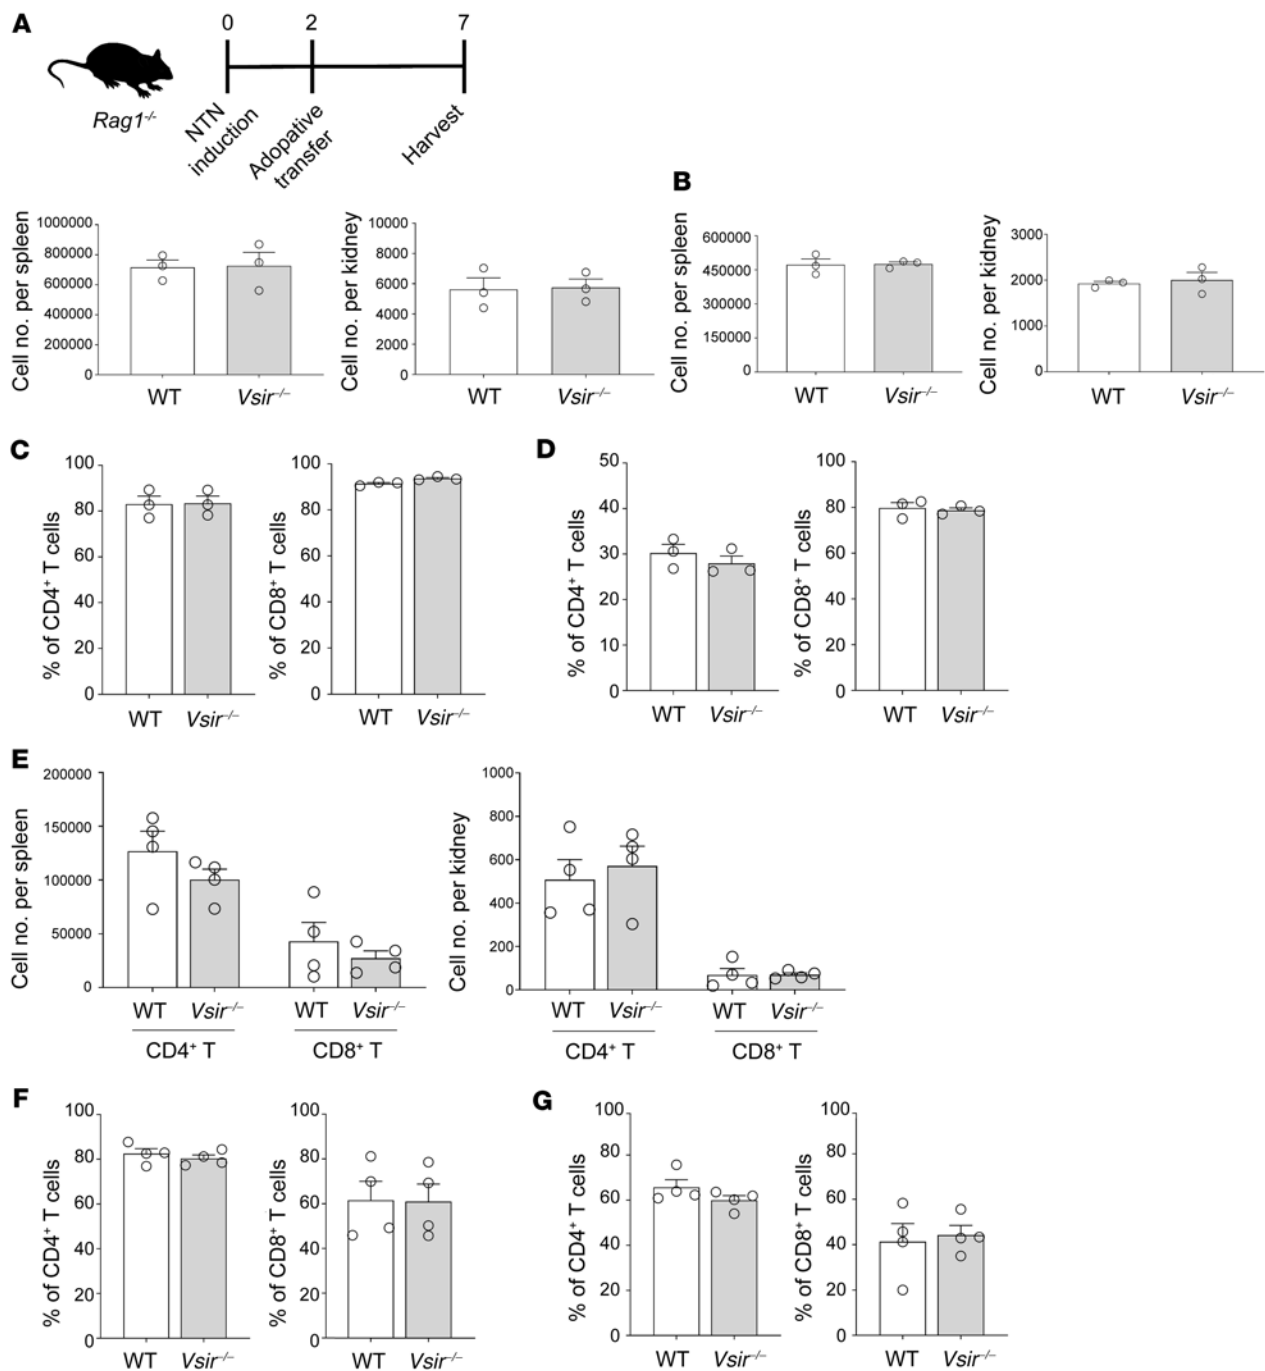 A
0 2 7
Rag1-/-
NTN
induction
Adopative
transfer
Harvest
B
Cell no. per spleen
1000000
800000
600000
400000
200000
0
WT Vsir-/-
Cell no. per kidney
10000
8000
6000
4000
2000
0
WT Vsir-/-
Cell no. per spleen
600000
450000
300000
150000
0
WT Vsir-/-
Cell no. per kidney
3000
2000
1000
0
WT Vsir-/-
C
% of CD4+ T cells
100
80
60
40
20
0
WT Vsir-/-
% of CD8+ T cells
100
80
60
40
20
0
WT Vsir-/-
D
% of CD4+ T cells
50
40
30
20
10
0
WT Vsir-/-
% of CD8+ T cells
100
80
60
40
20
0
WT Vsir-/-
E
Cell no. per spleen
200000
150000
100000
50000
0
WT Vsir-/- WT Vsir-/-
CD4+ T CD8+ T
Cell no. per kidney
1000
800
600
400
200
0
WT Vsir-/- WT Vsir-/-
CD4+ T CD8+ T
F
% of CD4+ T cells
100
80
60
40
20
0
WT Vsir-/-
% of CD8+ T cells
100
80
60
40
20
0
WT Vsir-/-
G
% of CD4+ T cells
100
80
60
40
20
0
WT Vsir-/-
% of CD8+ T cells
100
80
60
40
20
0
WT Vsir-/-